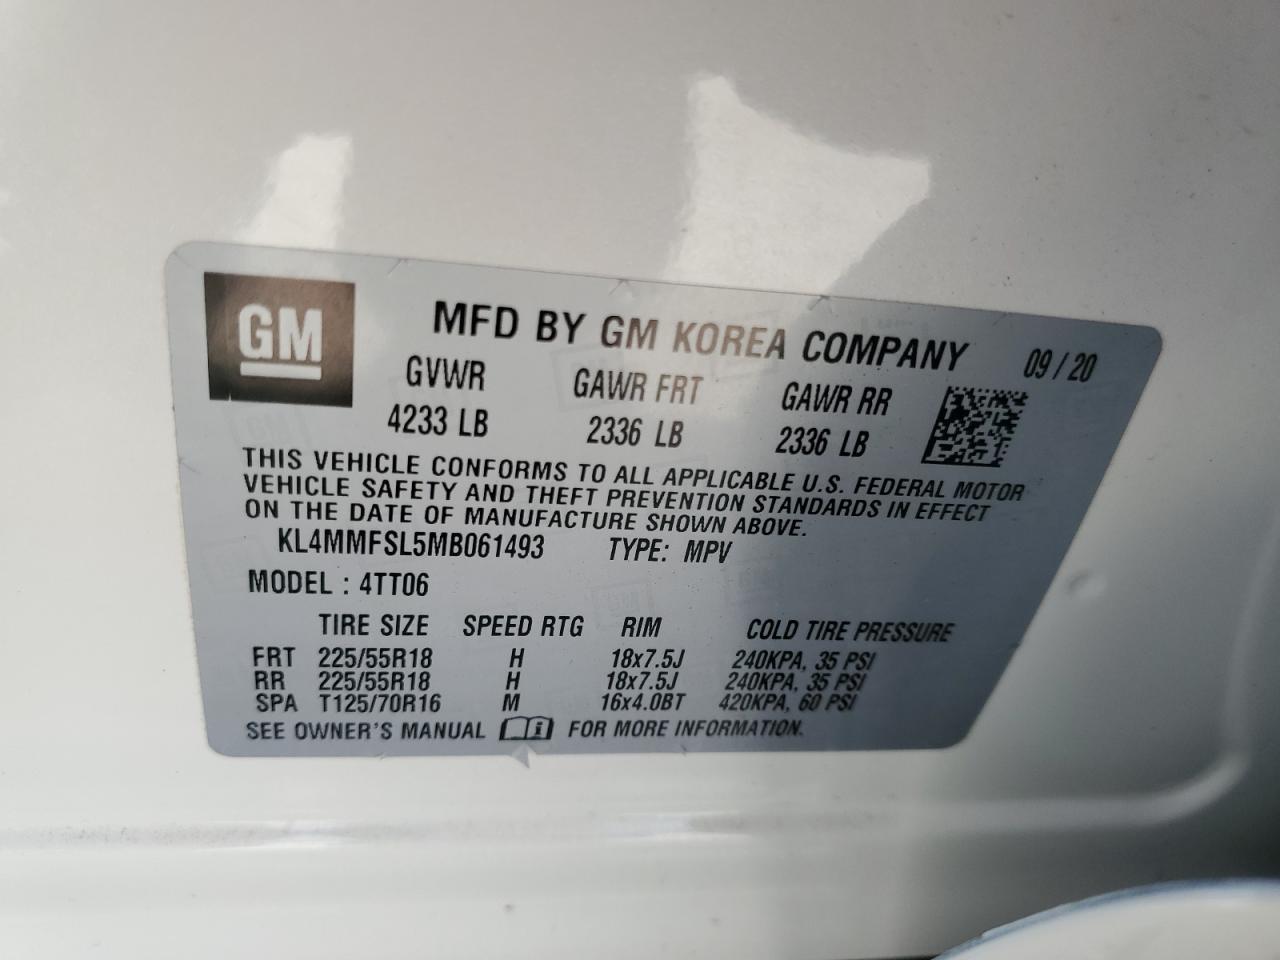 GM
MFD BY GM KOREA COMPANY 09/20
GVWR GAWR FRT GAWR RR
4233 LB 2336 LB 2336 LB
THIS VEHICLE CONFORMS TO ALL APPLICABLE U.S. FEDERAL MOTOR
VEHICLE SAFETY AND THEFT PREVENTION STANDARDS IN EFFECT
ON THE DATE OF MANUFACTURE SHOWN ABOVE.
KL4MMFSL5MB061493 TYPE: MPV
MODEL : 4TT06
TIRE SIZE SPEED RTG RIM COLD TIRE PRESSURE
FRT 225/55R18 H 18x7.5J 240KPA, 35 PSI
RR 225/55R18 H 18x7.5J 240KPA, 35 PSI
SPA T125/70R16 M 16x4.0BT 420KPA, 60 PSI
SEE OWNER'S MANUAL i FOR MORE INFORMATION.